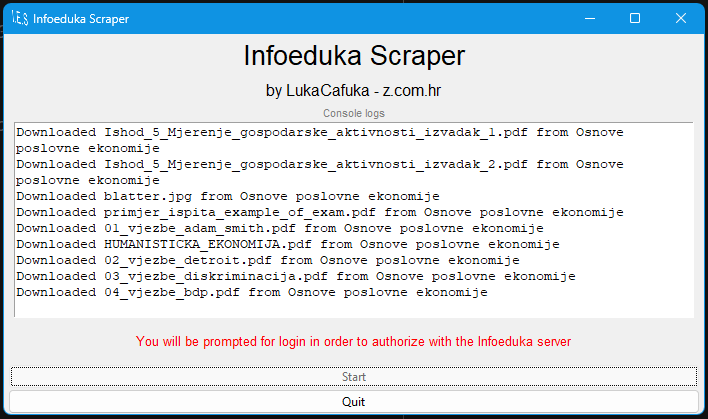 I.E.S Infoeduka Scraper
Infoeduka Scraper
by LukaCafuka - z.com.hr
Console logs
Downloaded Ishod_5_Mjerenje_gospodarske_aktivnosti_izvadak_1.pdf from Osnove
poslovne ekonomije
Downloaded Ishod_5_Mjerenje_gospodarske_aktivnosti_izvadak_2.pdf from Osnove
poslovne ekonomije
Downloaded blatter.jpg from Osnove poslovne ekonomije
Downloaded primjer_ispita_example_of_exam.pdf from Osnove poslovne ekonomije
Downloaded 01_vjezbe_adam_smith.pdf from Osnove poslovne ekonomije
Downloaded HUMANISTICKA_EKONOMIJA.pdf from Osnove poslovne ekonomije
Downloaded 02_vjezbe_detroit.pdf from Osnove poslovne ekonomije
Downloaded 03_vjezbe_diskriminacija.pdf from Osnove poslovne ekonomije
Downloaded 04_vjezbe_bdp.pdf from Osnove poslovne ekonomije
You will be prompted for login in order to authorize with the Infoeduka server
Start
Quit